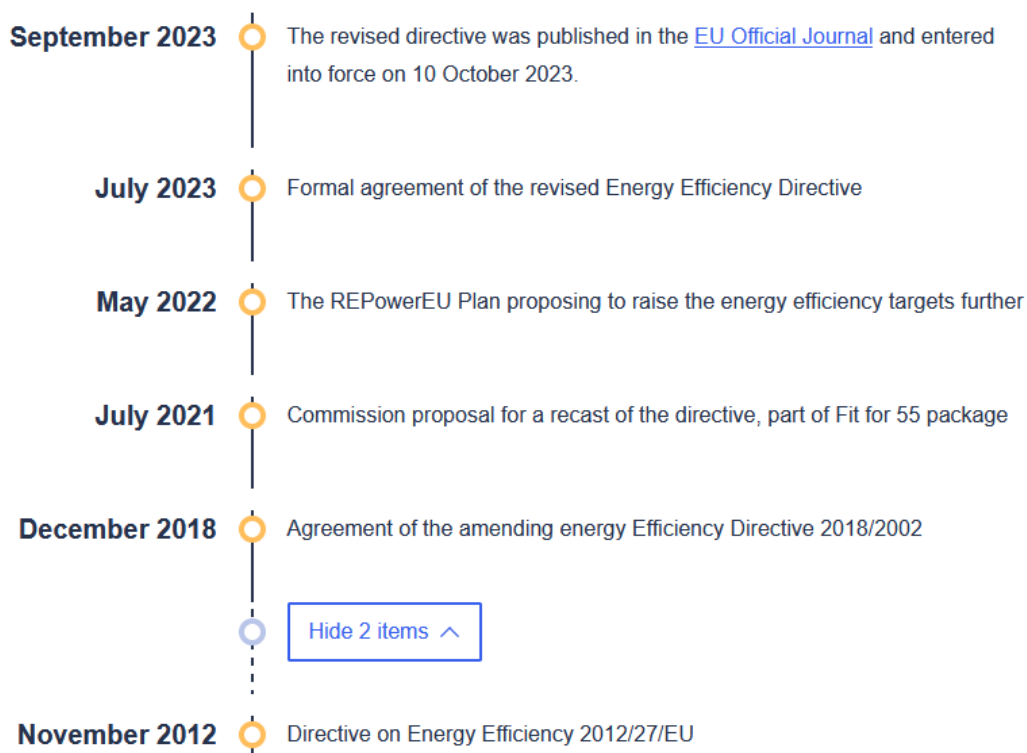 September 2023
The revised directive was published in the EU Official Journal and entered
into force on 10 October 2023.
July 2023
Formal agreement of the revised Energy Efficiency Directive
May 2022
The REPowerEU Plan proposing to raise the energy efficiency targets further
July 2021
Commission proposal for a recast of the directive, part of Fit for 55 package
December 2018
Agreement of the amending energy Efficiency Directive 2018/2002
Hide 2 items
November 2012
Directive on Energy Efficiency 2012/27/EU